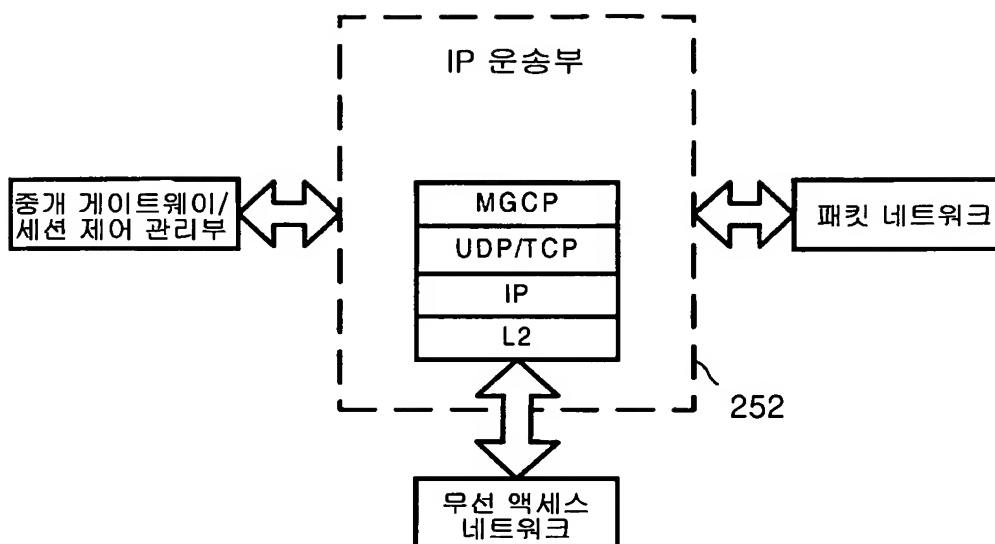 IP 운송부
중개 게이트웨이/
세션 제어 관리부
MGCP
UDP/TCP
IP
L2
패킷 네트워크
252
무선 액세스
네트워크